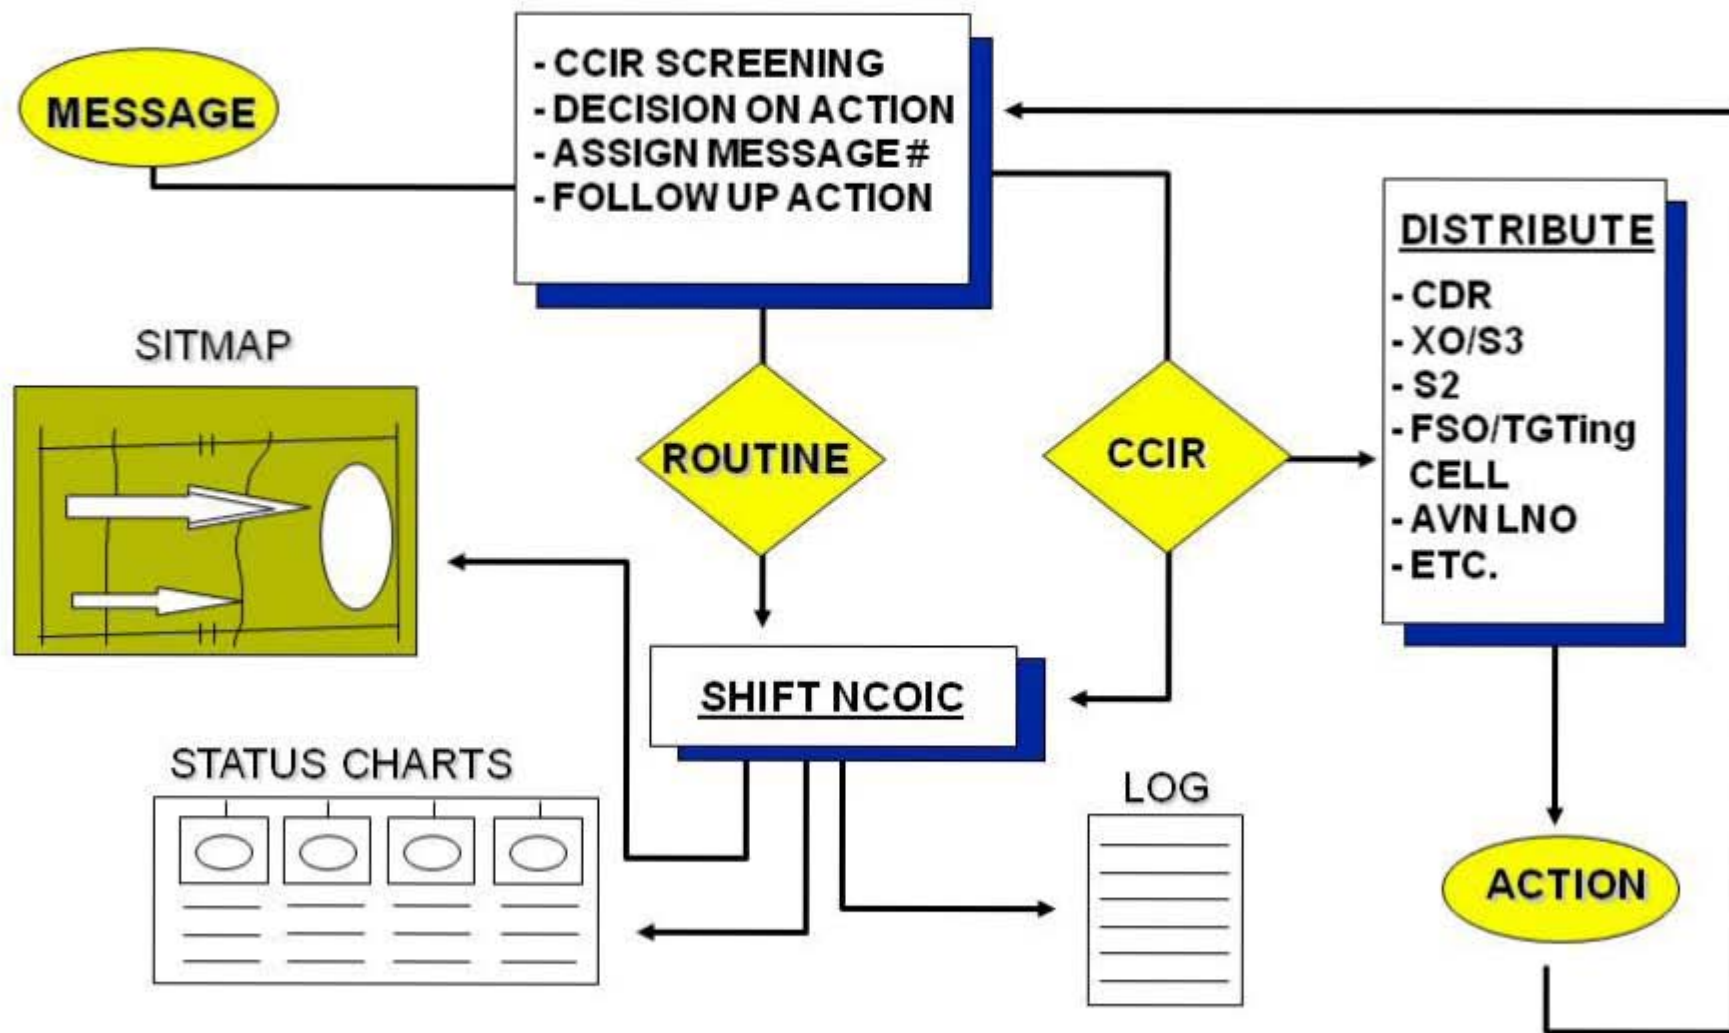 MESSAGE
- CCIR SCREENING
- DECISION ON ACTION
- ASSIGN MESSAGE #
- FOLLOW UP ACTION
DISTRIBUTE
- CDR
- XO/S3
- S2
- FSO/TGTing
CELL
- AVN LNO
- ETC.
SITMAP
ROUTINE
CCIR
SHIFT NCOIC
STATUS CHARTS
LOG
ACTION